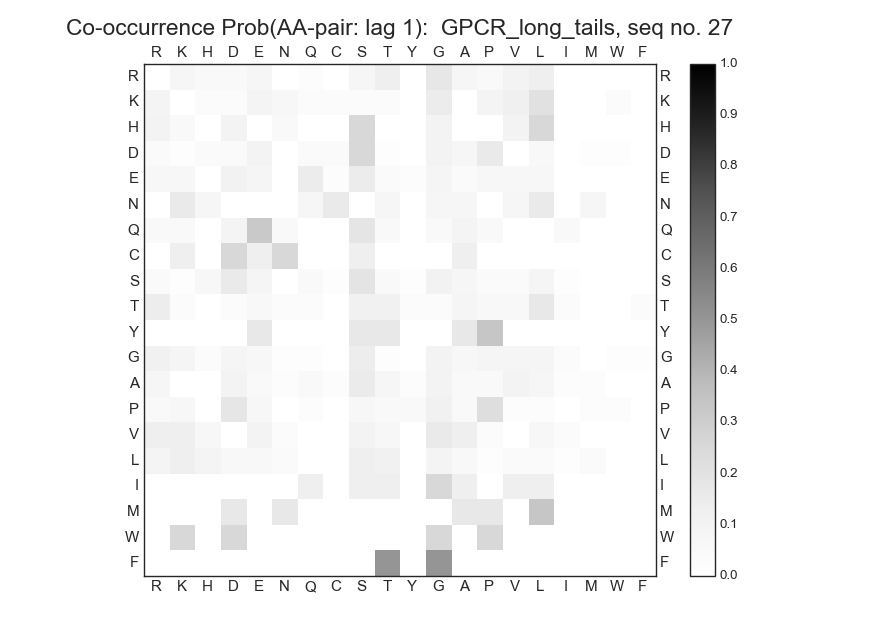 Co-occurrence Prob(AA-pair: lag 1):  GPCR_long_tails, seq no. 27
R K H D E N Q C S T Y G A P V L I M W F
R R
K K
H H
D D
E E
N N
Q Q
C C
S S
T T
Y Y
G G
A A
P P
V V
L L
I I
M M
W W
F F
R K H D E N Q C S T Y G A P V L I M W F
1.0
0.9
0.8
0.7
0.6
0.5
0.4
0.3
0.2
0.1
0.0